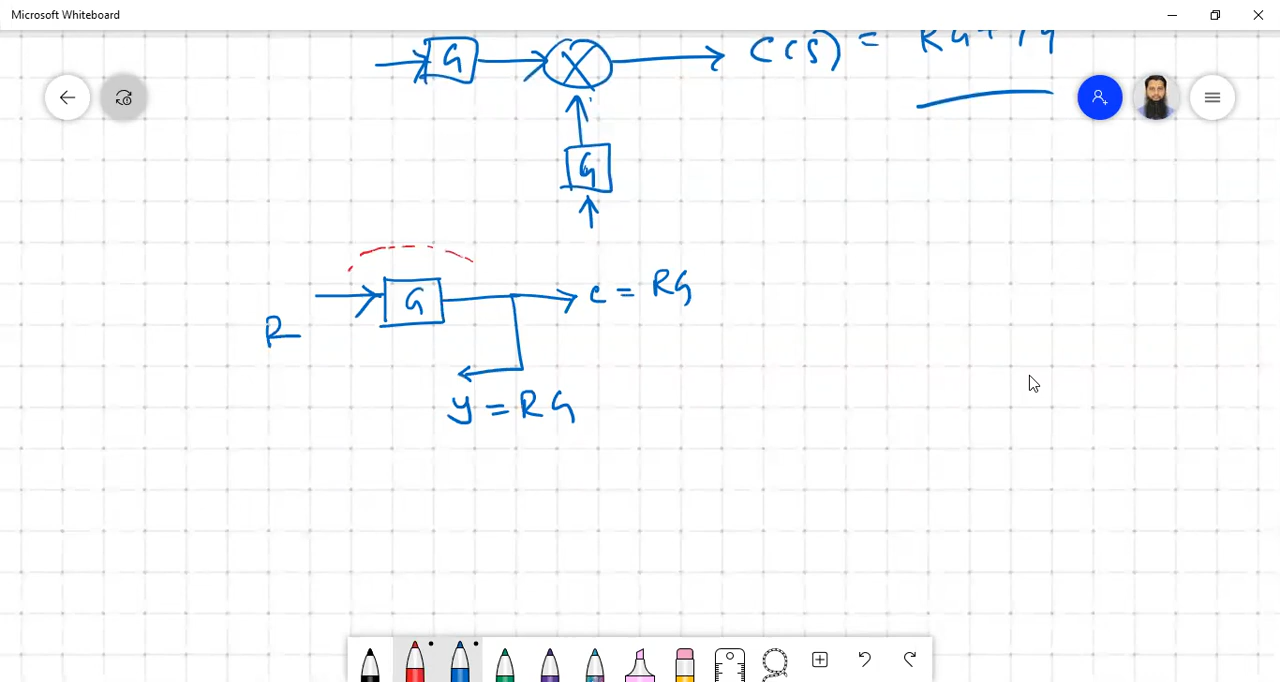 Microsoft Whiteboard
G
C(S) =
G
G
C = RG
R
y = RG